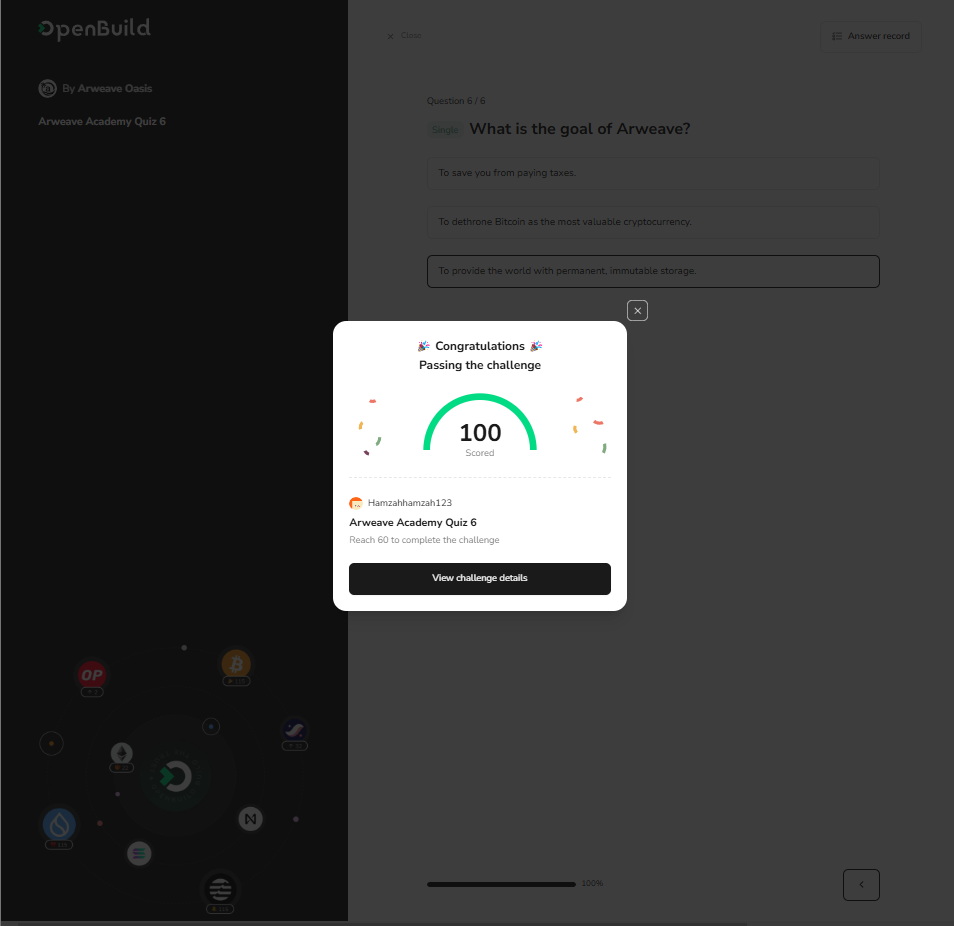 OpenBuild
By Arweave Oasis
Arweave Academy Quiz 6
Close
Answer record
Question 6 / 6
Single What is the goal of Arweave?
To save you from paying taxes.
To dethrone Bitcoin as the most valuable cryptocurrency.
To provide the world with permanent, immutable storage.
Congratulations
Passing the challenge
100
Scored
Hamzahhamzah123
Arweave Academy Quiz 6
Reach 60 to complete the challenge
View challenge details
OP
100%